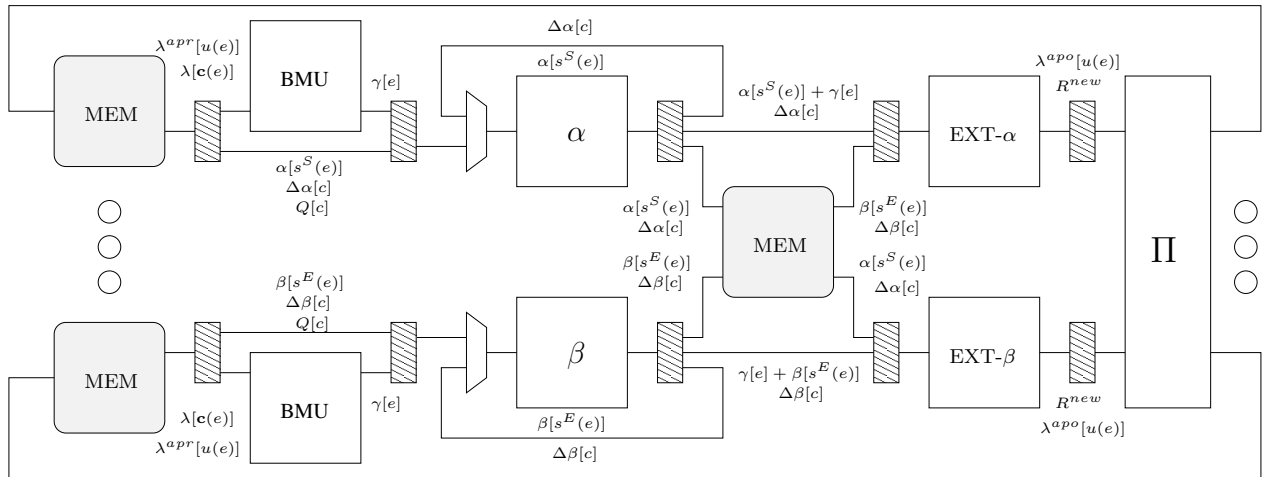 Δα[c]
λ^{apr}[u(e)]
λ[c(e)]
BMU
γ[e]
α[s^S(e)]
MEM
α
α[s^S(e)] + γ[e]
Δα[c]
EXT-α
λ^{apo}[u(e)]
R^{new}
α[s^S(e)]
Δα[c]
Q[c]
α[s^S(e)]
Δα[c]
MEM
β[s^E(e)]
Δβ[c]
Π
β[s^E(e)]
Δβ[c]
Q[c]
β[s^E(e)]
Δβ[c]
α[s^S(e)]
Δα[c]
MEM
β
EXT-β
λ[c(e)]
λ^{apr}[u(e)]
BMU
γ[e]
β[s^E(e)]
Δβ[c]
γ[e] + β[s^E(e)]
Δβ[c]
R^{new}
λ^{apo}[u(e)]